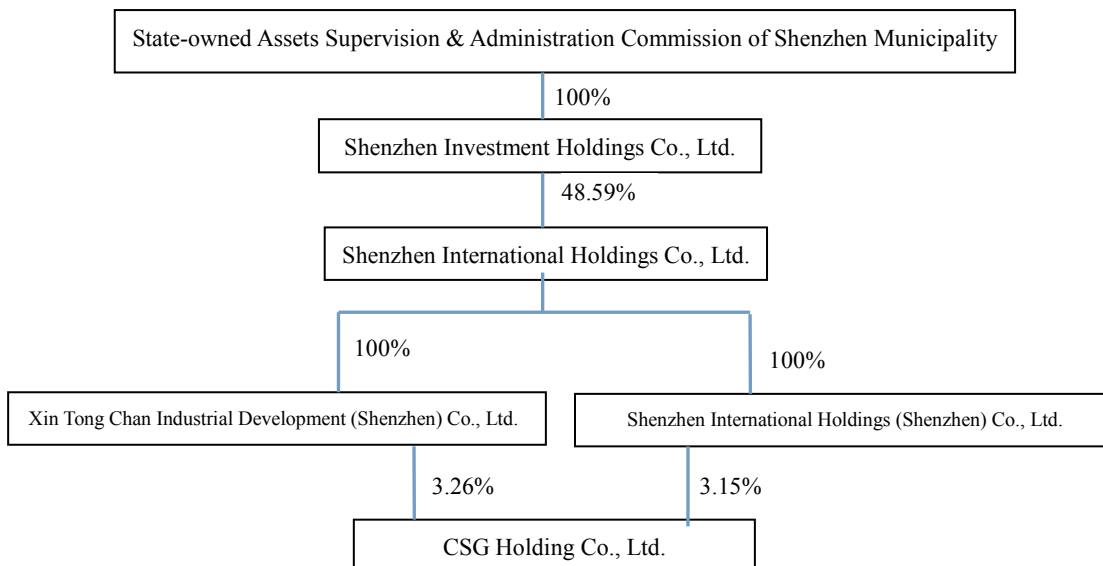 State-owned Assets Supervision & Administration Commission of Shenzhen Municipality
100%
Shenzhen Investment Holdings Co., Ltd.
48.59%
Shenzhen International Holdings Co., Ltd.
100%
100%
Xin Tong Chan Industrial Development (Shenzhen) Co., Ltd.
Shenzhen International Holdings (Shenzhen) Co., Ltd.
3.26%
3.15%
CSG Holding Co., Ltd.